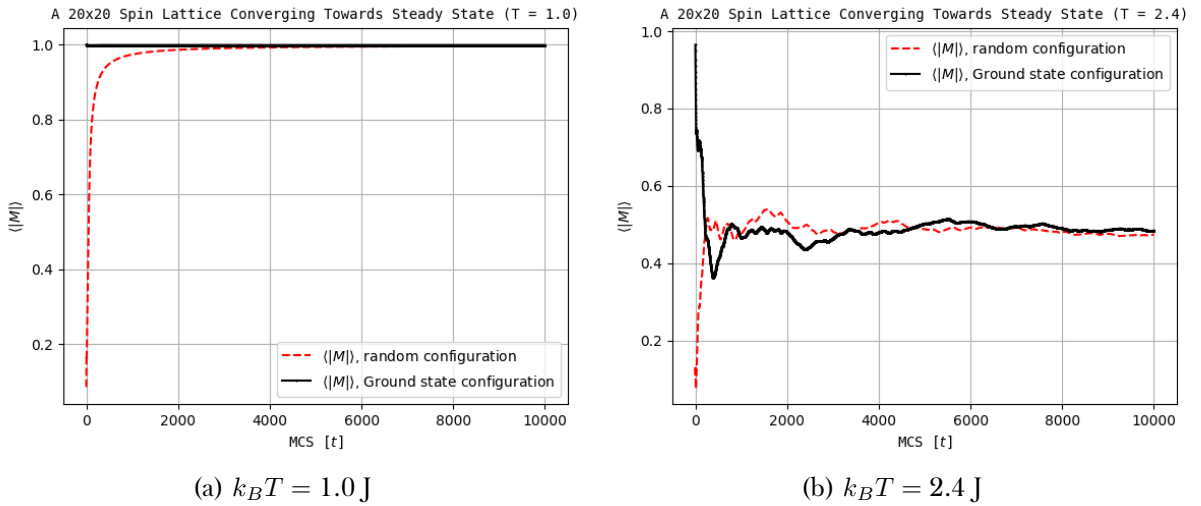 A 20x20 Spin Lattice Converging Towards Steady State (T = 1.0)
1.0
0.8
0.6
0.4
0.2
⟨|M|⟩
⟨|M|⟩, random configuration
⟨|M|⟩, Ground state configuration
0 2000 4000 6000 8000 10000
MCS [t]
(a) k_BT = 1.0 J
A 20x20 Spin Lattice Converging Towards Steady State (T = 2.4)
1.0
0.8
0.6
0.4
0.2
⟨|M|⟩
⟨|M|⟩, random configuration
⟨|M|⟩, Ground state configuration
0 2000 4000 6000 8000 10000
MCS [t]
(b) k_BT = 2.4 J